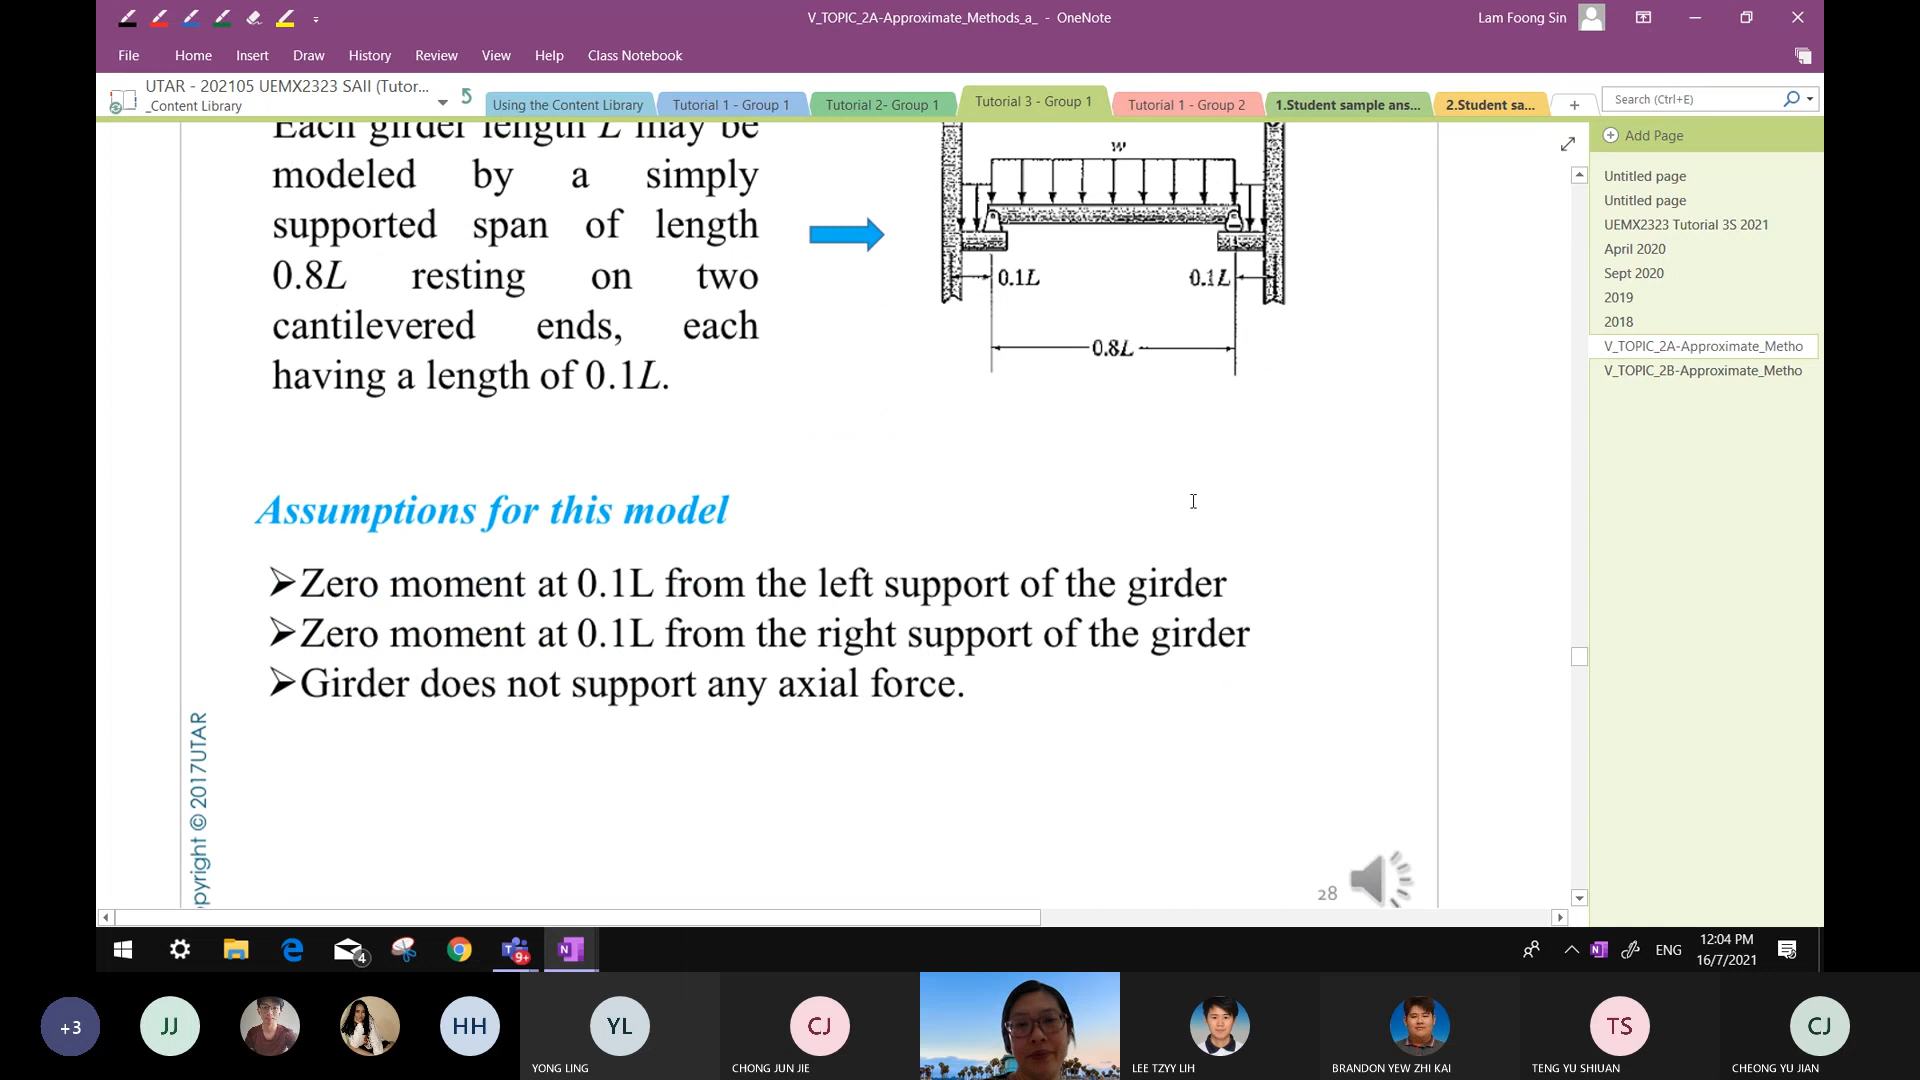 V_TOPIC_2A-Approximate_Methods_a_ - OneNote
Lam Foong Sin
File Home Insert Draw History Review View Help Class Notebook
UTAR - 202105 UEMX2323 SAII (Tutor...
_Content Library
Using the Content Library
Tutorial 1 - Group 1
Tutorial 2- Group 1
Tutorial 3 - Group 1
Tutorial 1 - Group 2
1.Student sample ans...
2.Student sa...
Search (Ctrl+E)
Add Page
Untitled page
Untitled page
UEMX2323 Tutorial 3S 2021
April 2020
Sept 2020
2019
2018
V_TOPIC_2A-Approximate_Metho
V_TOPIC_2B-Approximate_Metho
Each girder length L may be
modeled by a simply
supported span of length
0.8L resting on two
cantilevered ends, each
having a length of 0.1L.
w
0.1L
0.1L
0.8L
Assumptions for this model
➢Zero moment at 0.1L from the left support of the girder
➢Zero moment at 0.1L from the right support of the girder
➢Girder does not support any axial force.
opyright © 2017UTAR
28
4
9+
ENG
12:04 PM
16/7/2021
+3
JJ
HH
YL
YONG LING
CJ
CHONG JUN JIE
LEE TZYY LIH
BRANDON YEW ZHI KAI
TS
TENG YU SHIUAN
CJ
CHEONG YU JIAN